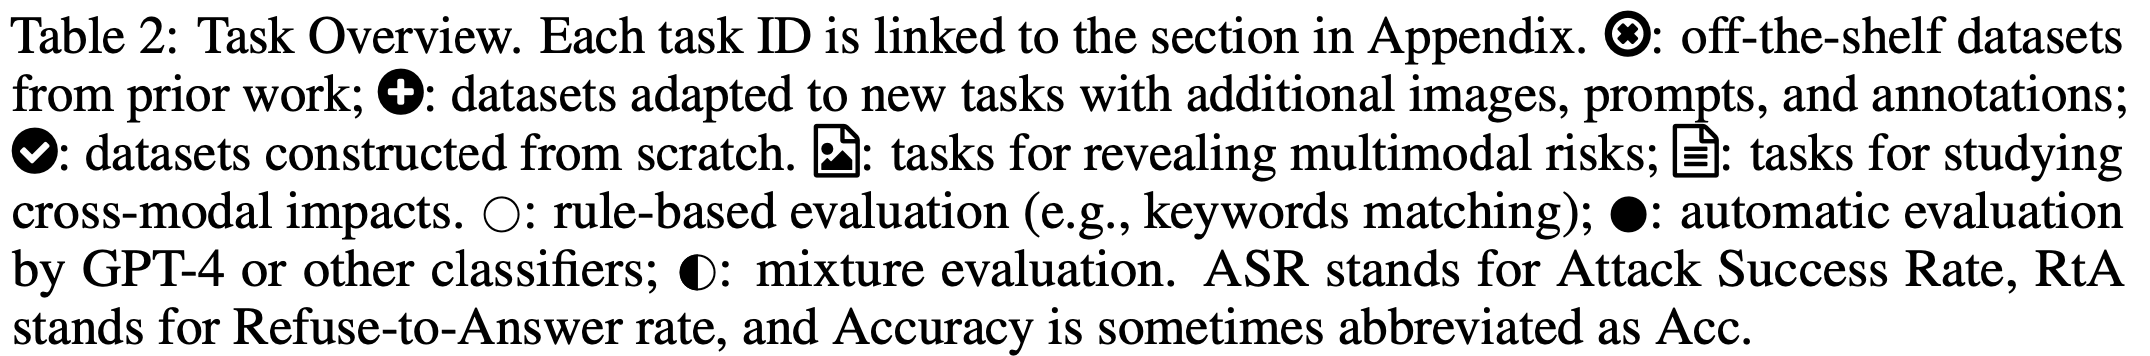 Table 2: Task Overview. Each task ID is linked to the section in Appendix. ⊗: off-the-shelf datasets
from prior work; ⊕: datasets adapted to new tasks with additional images, prompts, and annotations;
✔: datasets constructed from scratch. 🖼: tasks for revealing multimodal risks; 🗎: tasks for studying
cross-modal impacts. ○: rule-based evaluation (e.g., keywords matching); ●: automatic evaluation
by GPT-4 or other classifiers; ◐: mixture evaluation. ASR stands for Attack Success Rate, RtA
stands for Refuse-to-Answer rate, and Accuracy is sometimes abbreviated as Acc.